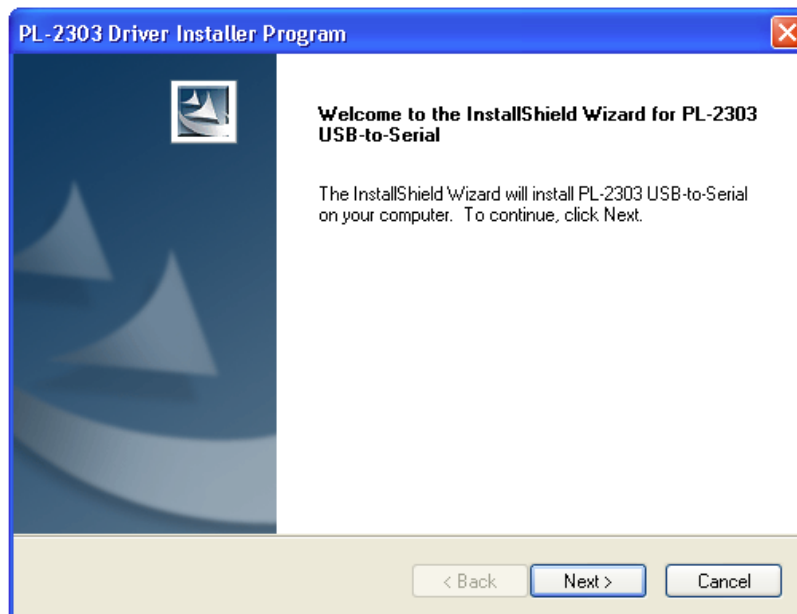 PL-2303 Driver Installer Program
Welcome to the InstallShield Wizard for PL-2303
USB-to-Serial
The InstallShield Wizard will install PL-2303 USB-to-Serial
on your computer.  To continue, click Next.
< Back
Next >
Cancel